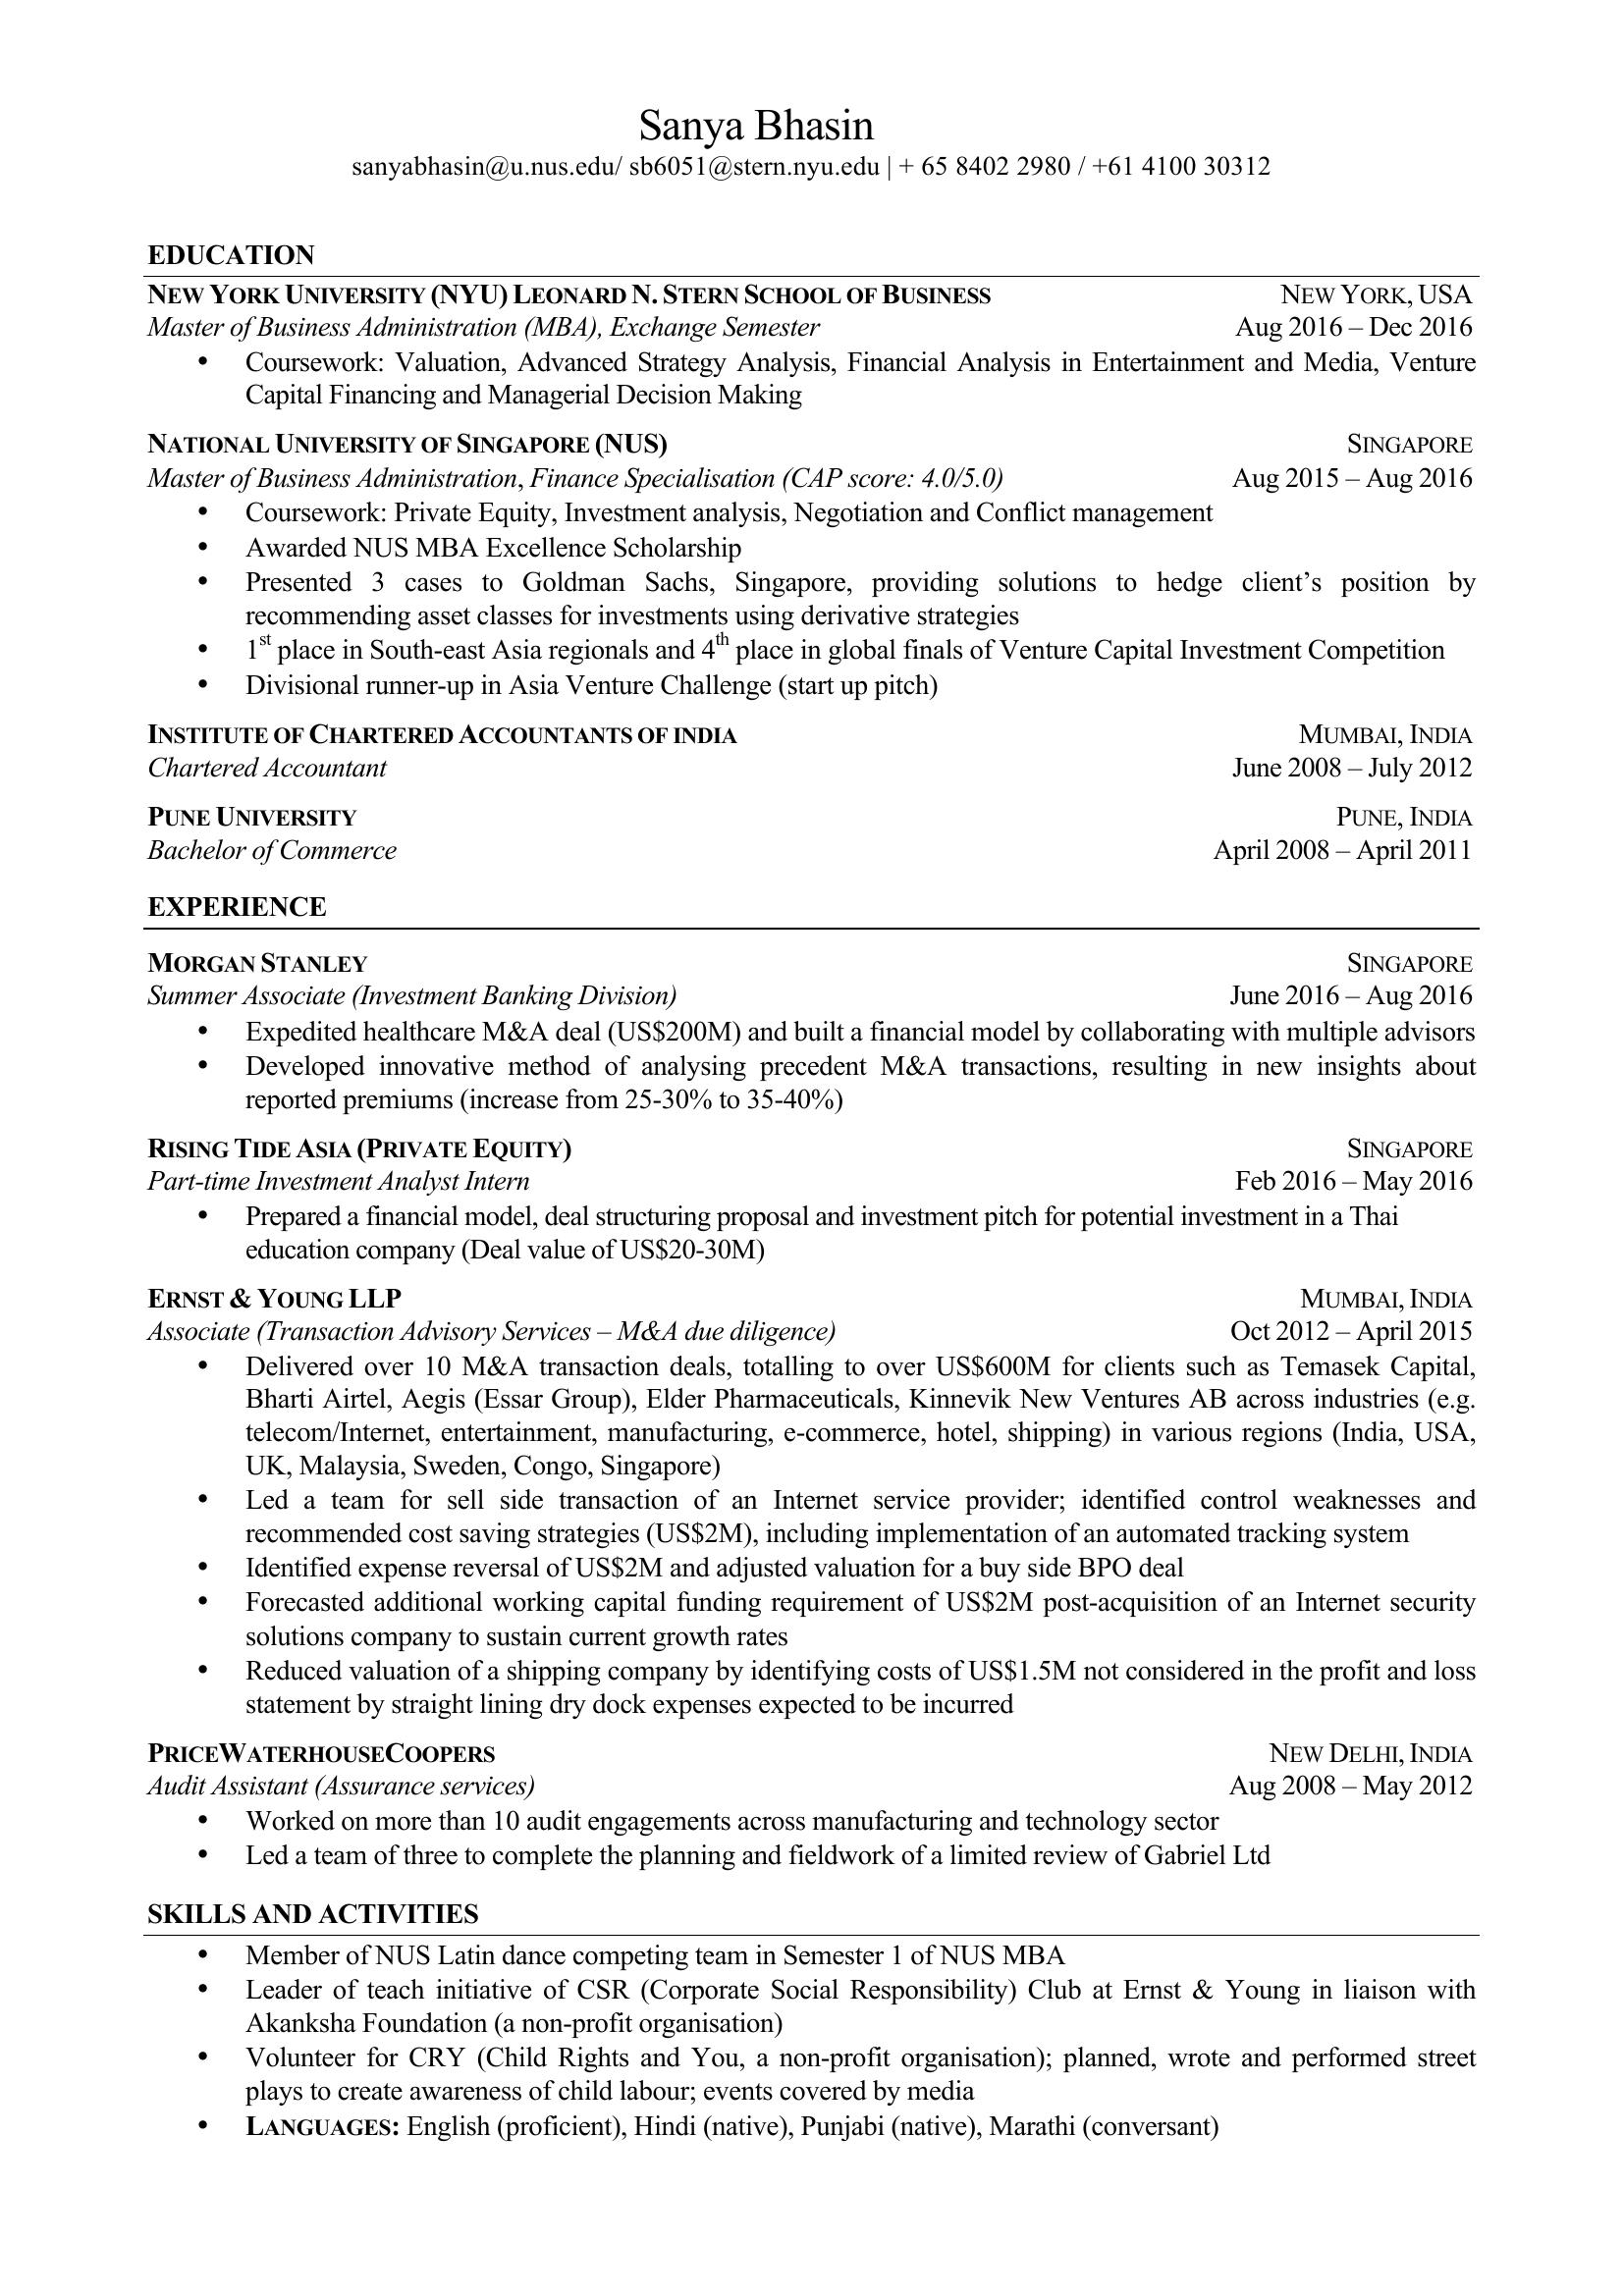 Sanya Bhasin
sanyabhasin@u.nus.edu/ sb6051@stern.nyu.edu | + 65 8402 2980 / +61 4100 30312
EDUCATION
NEW YORK UNIVERSITY (NYU) LEONARD N. STERN SCHOOL OF BUSINESS NEW YORK, USA
Master of Business Administration (MBA), Exchange Semester Aug 2016 – Dec 2016
• Coursework: Valuation, Advanced Strategy Analysis, Financial Analysis in Entertainment and Media, Venture
Capital Financing and Managerial Decision Making
NATIONAL UNIVERSITY OF SINGAPORE (NUS) SINGAPORE
Master of Business Administration, Finance Specialisation (CAP score: 4.0/5.0) Aug 2015 – Aug 2016
• Coursework: Private Equity, Investment analysis, Negotiation and Conflict management
• Awarded NUS MBA Excellence Scholarship
• Presented 3 cases to Goldman Sachs, Singapore, providing solutions to hedge client’s position by
recommending asset classes for investments using derivative strategies
• 1st place in South-east Asia regionals and 4th place in global finals of Venture Capital Investment Competition
• Divisional runner-up in Asia Venture Challenge (start up pitch)
INSTITUTE OF CHARTERED ACCOUNTANTS OF INDIA MUMBAI, INDIA
Chartered Accountant June 2008 – July 2012
PUNE UNIVERSITY PUNE, INDIA
Bachelor of Commerce April 2008 – April 2011
EXPERIENCE
MORGAN STANLEY SINGAPORE
Summer Associate (Investment Banking Division) June 2016 – Aug 2016
• Expedited healthcare M&A deal (US$200M) and built a financial model by collaborating with multiple advisors
• Developed innovative method of analysing precedent M&A transactions, resulting in new insights about
reported premiums (increase from 25-30% to 35-40%)
RISING TIDE ASIA (PRIVATE EQUITY) SINGAPORE
Part-time Investment Analyst Intern Feb 2016 – May 2016
• Prepared a financial model, deal structuring proposal and investment pitch for potential investment in a Thai
education company (Deal value of US$20-30M)
ERNST & YOUNG LLP MUMBAI, INDIA
Associate (Transaction Advisory Services – M&A due diligence) Oct 2012 – April 2015
• Delivered over 10 M&A transaction deals, totalling to over US$600M for clients such as Temasek Capital,
Bharti Airtel, Aegis (Essar Group), Elder Pharmaceuticals, Kinnevik New Ventures AB across industries (e.g.
telecom/Internet, entertainment, manufacturing, e-commerce, hotel, shipping) in various regions (India, USA,
UK, Malaysia, Sweden, Congo, Singapore)
• Led a team for sell side transaction of an Internet service provider; identified control weaknesses and
recommended cost saving strategies (US$2M), including implementation of an automated tracking system
• Identified expense reversal of US$2M and adjusted valuation for a buy side BPO deal
• Forecasted additional working capital funding requirement of US$2M post-acquisition of an Internet security
solutions company to sustain current growth rates
• Reduced valuation of a shipping company by identifying costs of US$1.5M not considered in the profit and loss
statement by straight lining dry dock expenses expected to be incurred
PRICEWATERHOUSECOOPERS NEW DELHI, INDIA
Audit Assistant (Assurance services) Aug 2008 – May 2012
• Worked on more than 10 audit engagements across manufacturing and technology sector
• Led a team of three to complete the planning and fieldwork of a limited review of Gabriel Ltd
SKILLS AND ACTIVITIES
• Member of NUS Latin dance competing team in Semester 1 of NUS MBA
• Leader of teach initiative of CSR (Corporate Social Responsibility) Club at Ernst & Young in liaison with
Akanksha Foundation (a non-profit organisation)
• Volunteer for CRY (Child Rights and You, a non-profit organisation); planned, wrote and performed street
plays to create awareness of child labour; events covered by media
• LANGUAGES: English (proficient), Hindi (native), Punjabi (native), Marathi (conversant)